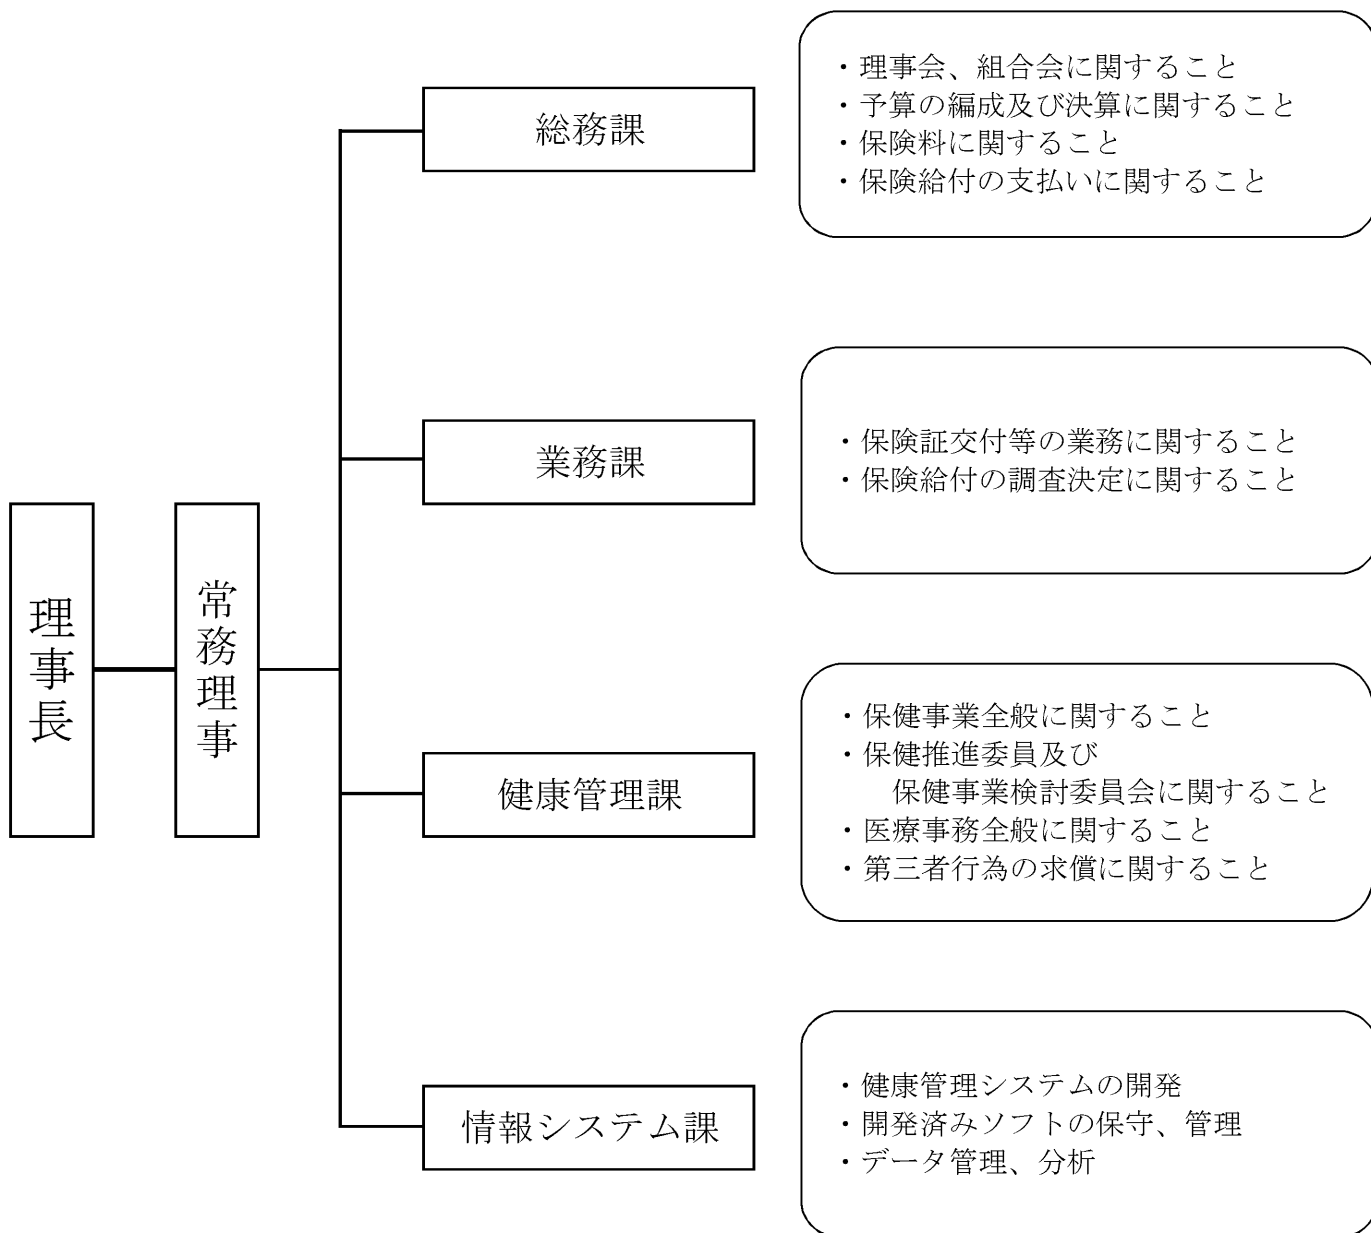 理事長
常務理事
総務課
・理事会、組合会に関すること
・予算の編成及び決算に関すること
・保険料に関すること
・保険給付の支払いに関すること
業務課
・保険証交付等の業務に関すること
・保険給付の調査決定に関すること
健康管理課
・保健事業全般に関すること
・保健推進委員及び
保健事業検討委員会に関すること
・医療事務全般に関すること
・第三者行為の求償に関すること
情報システム課
・健康管理システムの開発
・開発済みソフトの保守、管理
・データ管理、分析